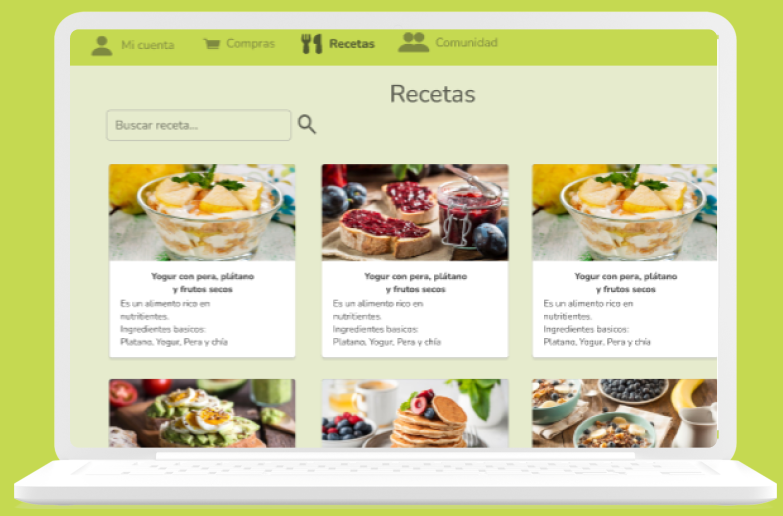 Mi cuenta Compras Recetas Comunidad
Recetas
Buscar receta...
Yogur con pera, plátano
y frutos secos
Es un alimento rico en
nutritientes.
Ingredientes basicos:
Platano, Yogur, Pera y chía
Yogur con pera, plátano
y frutos secos
Es un alimento rico en
nutritientes.
Ingredientes basicos:
Platano, Yogur, Pera y chía
Yogur con pera, plátano
y frutos secos
Es un alimento rico en
nutritientes.
Ingredientes basicos:
Platano, Yogur, Pera y chía